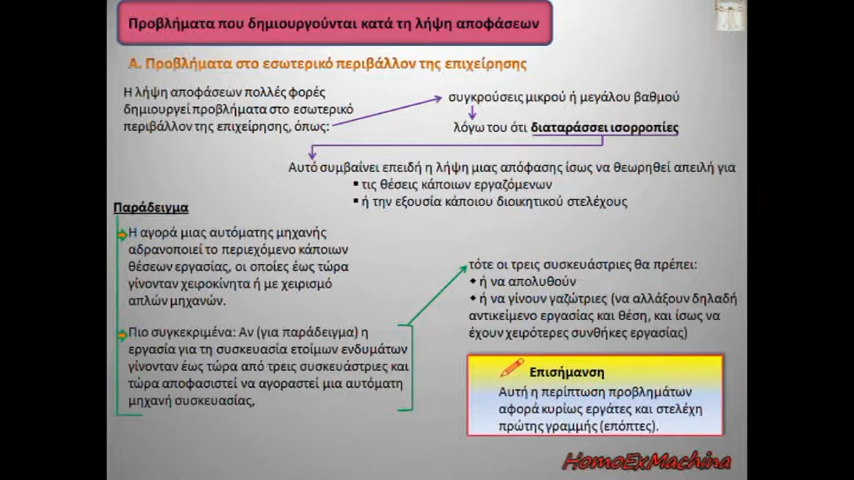 Προβλήματα που δημιουργούνται κατά τη λήψη αποφάσεων
Α. Προβλήματα στο εσωτερικό περιβάλλον της επιχείρησης
Η λήψη αποφάσεων πολλές φορές
δημιουργεί προβλήματα στο εσωτερικό
περιβάλλον της επιχείρησης, όπως:
συγκρούσεις μικρού ή μεγάλου βαθμού
λόγω του ότι διαταράσσει ισορροπίες
Αυτό συμβαίνει επειδή η λήψη μιας απόφασης ίσως να θεωρηθεί απειλή για
▪ τις θέσεις κάποιων εργαζόμενων
▪ ή την εξουσία κάποιου διοικητικού στελέχους
Παράδειγμα
Η αγορά μιας αυτόματης μηχανής
αδρανοποιεί το περιεχόμενο κάποιων
θέσεων εργασίας, οι οποίες έως τώρα
γίνονταν χειροκίνητα ή με χειρισμό
απλών μηχανών.
Πιο συγκεκριμένα: Αν (για παράδειγμα) η
εργασία για τη συσκευασία ετοίμων ενδυμάτων
γίνονταν έως τώρα από τρεις συσκευάστριες και
τώρα αποφασιστεί να αγοραστεί μια αυτόματη
μηχανή συσκευασίας,
τότε οι τρεις συσκευάστριες θα πρέπει:
◆ ή να απολυθούν
◆ ή να γίνουν γαζώτριες (να αλλάξουν δηλαδή
αντικείμενο εργασίας και θέση, και ίσως να
έχουν χειρότερες συνθήκες εργασίας)
Επισήμανση
Αυτή η περίπτωση προβλημάτων
αφορά κυρίως εργάτες και στελέχη
πρώτης γραμμής (επόπτες).
HomoExMachina